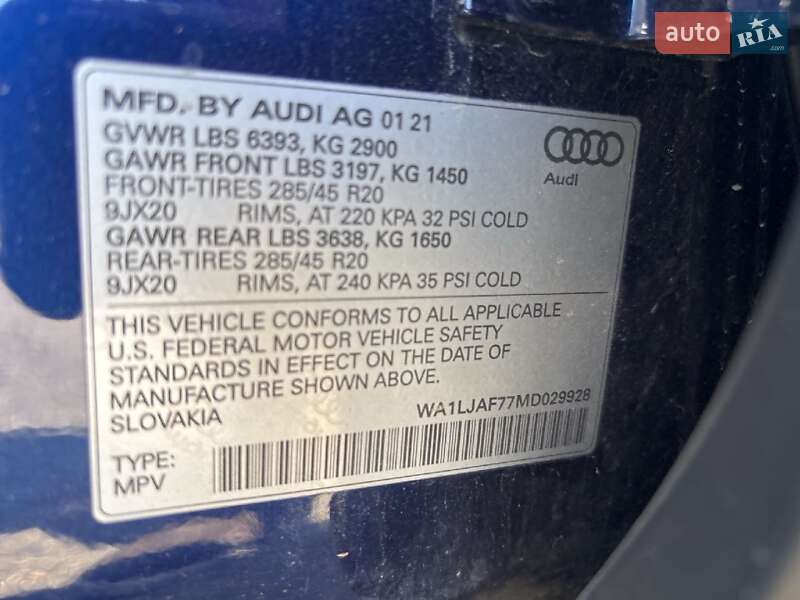 auto RIA .com
MFD. BY AUDI AG 01 21
GVWR LBS 6393, KG 2900
GAWR FRONT LBS 3197, KG 1450
FRONT-TIRES 285/45 R20
9JX20 RIMS, AT 220 KPA 32 PSI COLD
GAWR REAR LBS 3638, KG 1650
REAR-TIRES 285/45 R20
9JX20 RIMS, AT 240 KPA 35 PSI COLD
Audi
THIS VEHICLE CONFORMS TO ALL APPLICABLE
U.S. FEDERAL MOTOR VEHICLE SAFETY
STANDARDS IN EFFECT ON THE DATE OF
MANUFACTURE SHOWN ABOVE.
SLOVAKIA WA1LJAF77MD029928
TYPE:
MPV